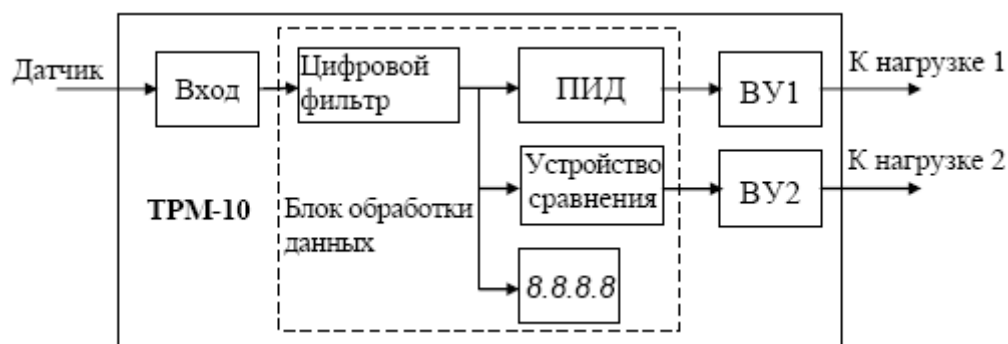 Датчик
Вход
Цифровой
фильтр
ПИД
ВУ1
К нагрузке 1
Устройство
сравнения
ВУ2
К нагрузке 2
ТРМ-10
Блок обработки
данных
8.8.8.8